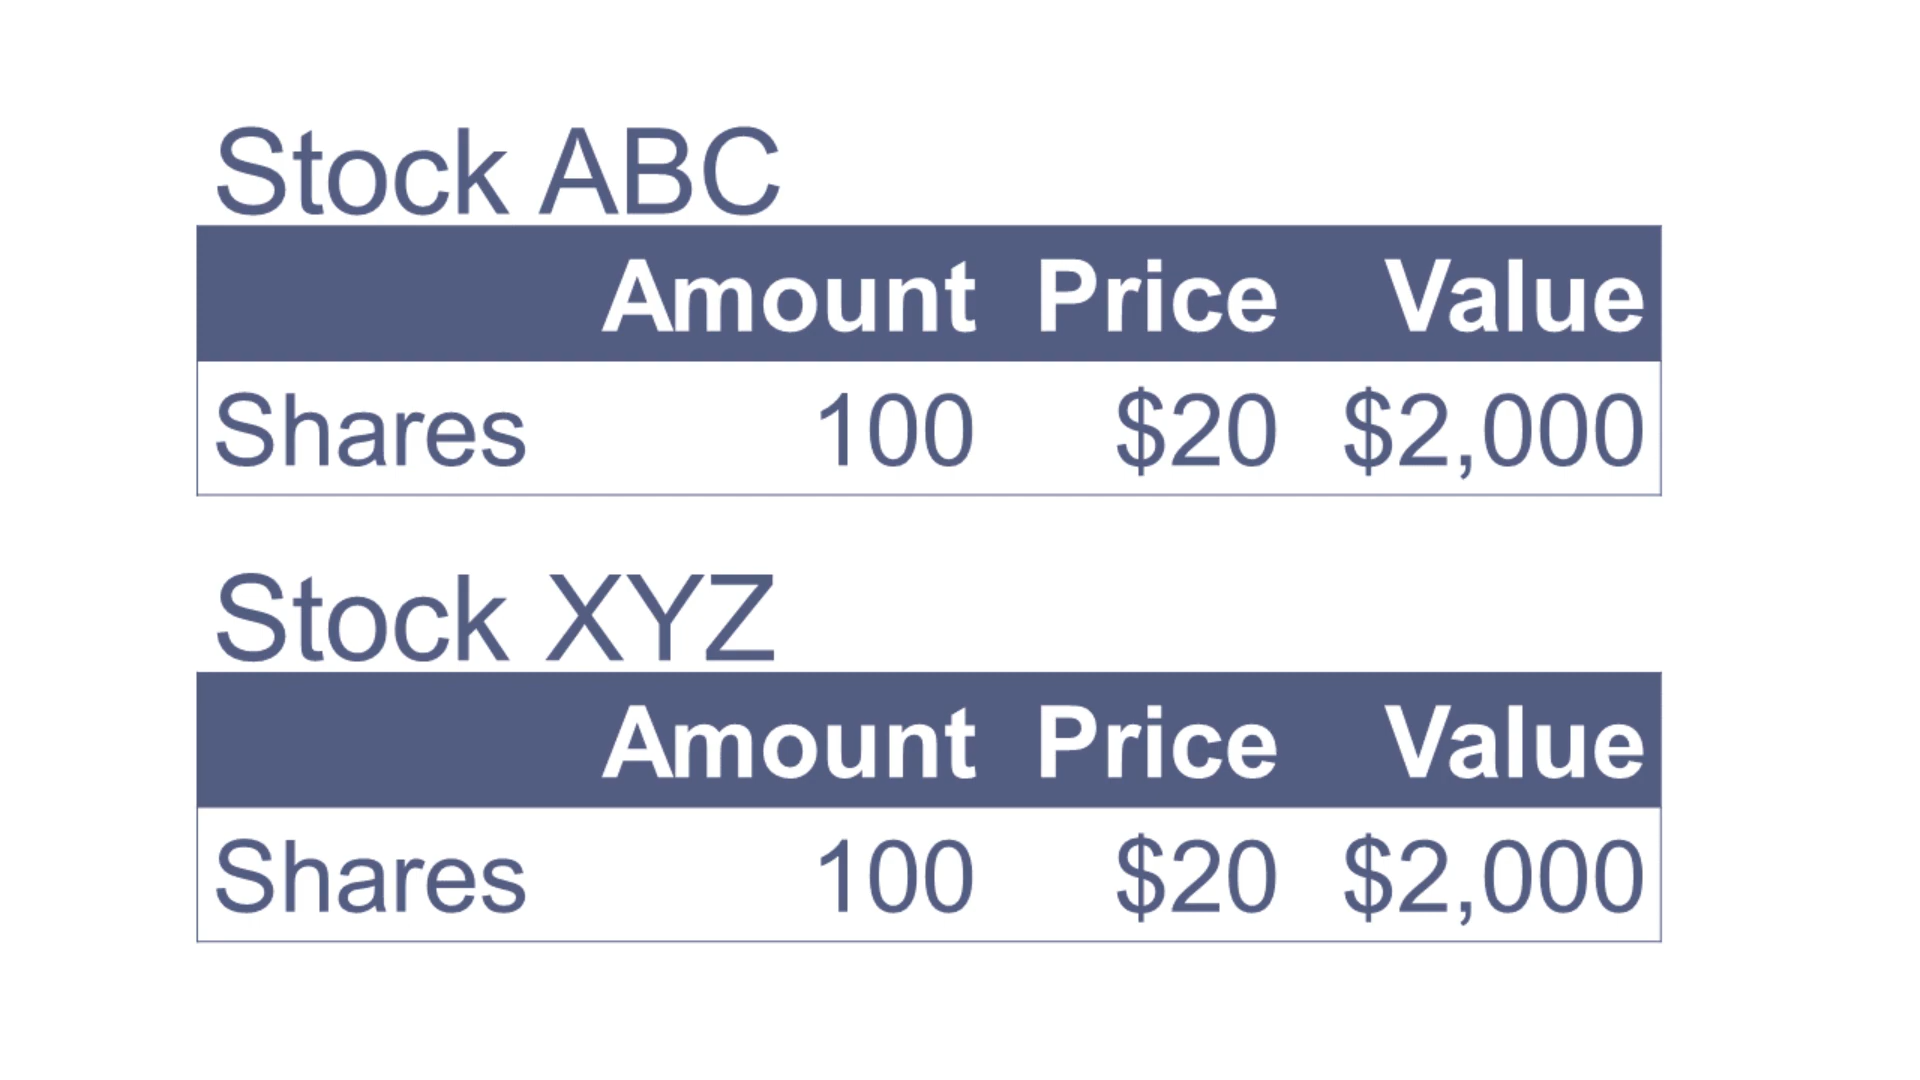 Stock ABC
Amount Price Value
Shares 100 $20 $2,000
Stock XYZ
Amount Price Value
Shares 100 $20 $2,000